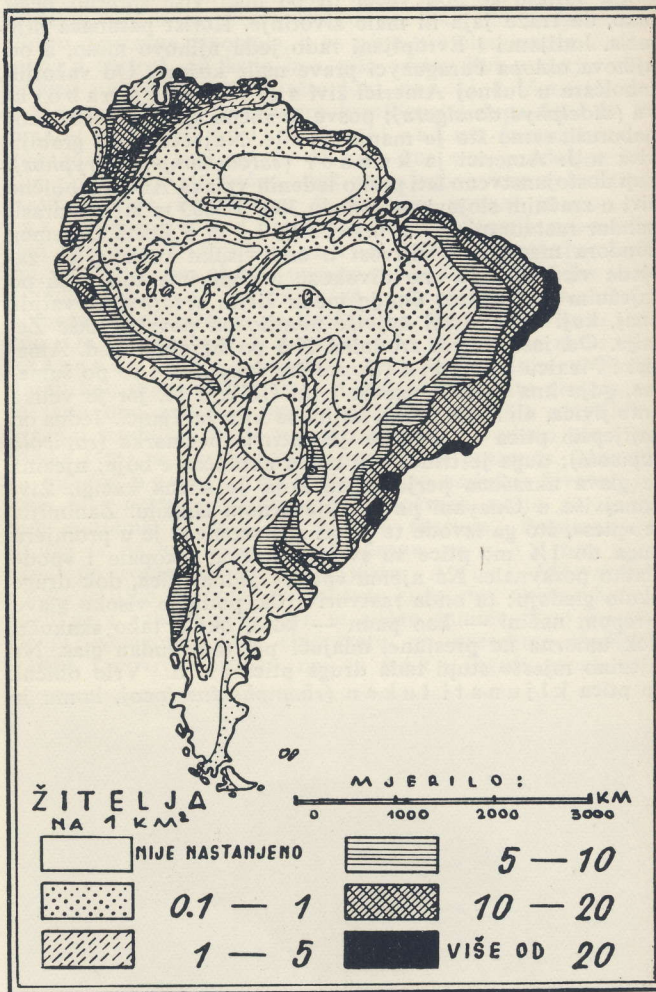 ŽITELJA
NA 1 KM²
MJERILO:
KM
0 1000 2000 3000
NIJE NASTANJENO
0.1 — 1
1 — 5
5 — 10
10 — 20
VIŠE OD 20